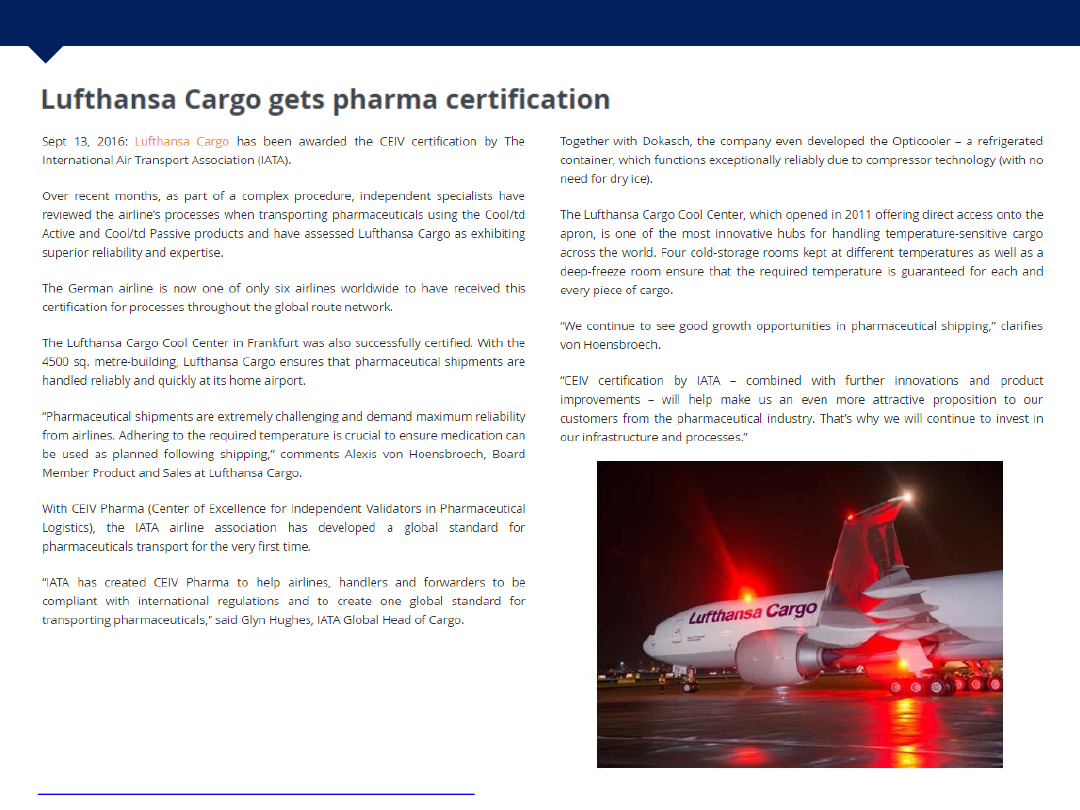 Lufthansa Cargo gets pharma certification
Sept 13, 2016: Lufthansa Cargo has been awarded the CEIV certification by The
International Air Transport Association (IATA).
Over recent months, as part of a complex procedure, independent specialists have
reviewed the airline's processes when transporting pharmaceuticals using the Cool/td
Active and Cool/td Passive products and have assessed Lufthansa Cargo as exhibiting
superior reliability and expertise.
The German airline is now one of only six airlines worldwide to have received this
certification for processes throughout the global route network.
The Lufthansa Cargo Cool Center in Frankfurt was also successfully certified. With the
4500 sq. metre-building, Lufthansa Cargo ensures that pharmaceutical shipments are
handled reliably and quickly at its home airport.
“Pharmaceutical shipments are extremely challenging and demand maximum reliability
from airlines. Adhering to the required temperature is crucial to ensure medication can
be used as planned following shipping,” comments Alexis von Hoensbroech, Board
Member Product and Sales at Lufthansa Cargo.
With CEIV Pharma (Center of Excellence for Independent Validators in Pharmaceutical
Logistics), the IATA airline association has developed a global standard for
pharmaceuticals transport for the very first time.
“IATA has created CEIV Pharma to help airlines, handlers and forwarders to be
compliant with international regulations and to create one global standard for
transporting pharmaceuticals,” said Glyn Hughes, IATA Global Head of Cargo.
Together with Dokasch, the company even developed the Opticooler – a refrigerated
container, which functions exceptionally reliably due to compressor technology (with no
need for dry ice).
The Lufthansa Cargo Cool Center, which opened in 2011 offering direct access onto the
apron, is one of the most innovative hubs for handling temperature-sensitive cargo
across the world. Four cold-storage rooms kept at different temperatures as well as a
deep-freeze room ensure that the required temperature is guaranteed for each and
every piece of cargo.
“We continue to see good growth opportunities in pharmaceutical shipping,” clarifies
von Hoensbroech.
“CEIV certification by IATA – combined with further innovations and product
improvements – will help make us an even more attractive proposition to our
customers from the pharmaceutical industry. That's why we will continue to invest in
our infrastructure and processes.”
Lufthansa Cargo